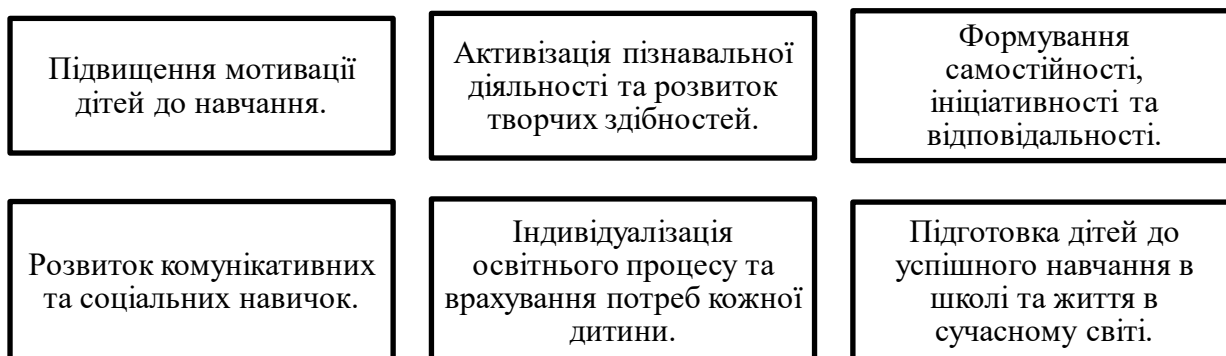 Підвищення мотивації
дітей до навчання.
Активізація пізнавальної
діяльності та розвиток
творчих здібностей.
Формування
самостійності,
ініціативності та
відповідальності.
Розвиток комунікативних
та соціальних навичок.
Індивідуалізація
освітнього процесу та
врахування потреб кожної
дитини.
Підготовка дітей до
успішного навчання в
школі та життя в
сучасному світі.